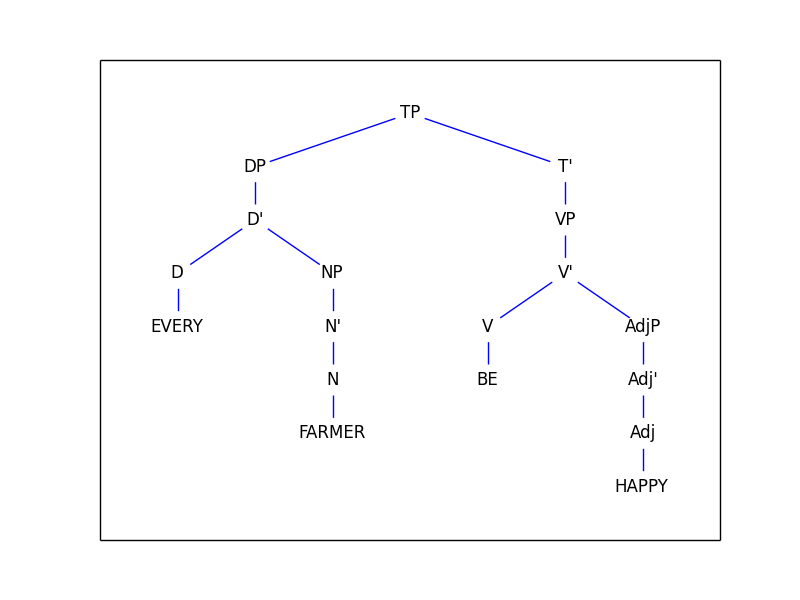 TP
DP T'
D' VP
D NP V'
EVERY N' V AdjP
N BE Adj'
FARMER Adj
HAPPY